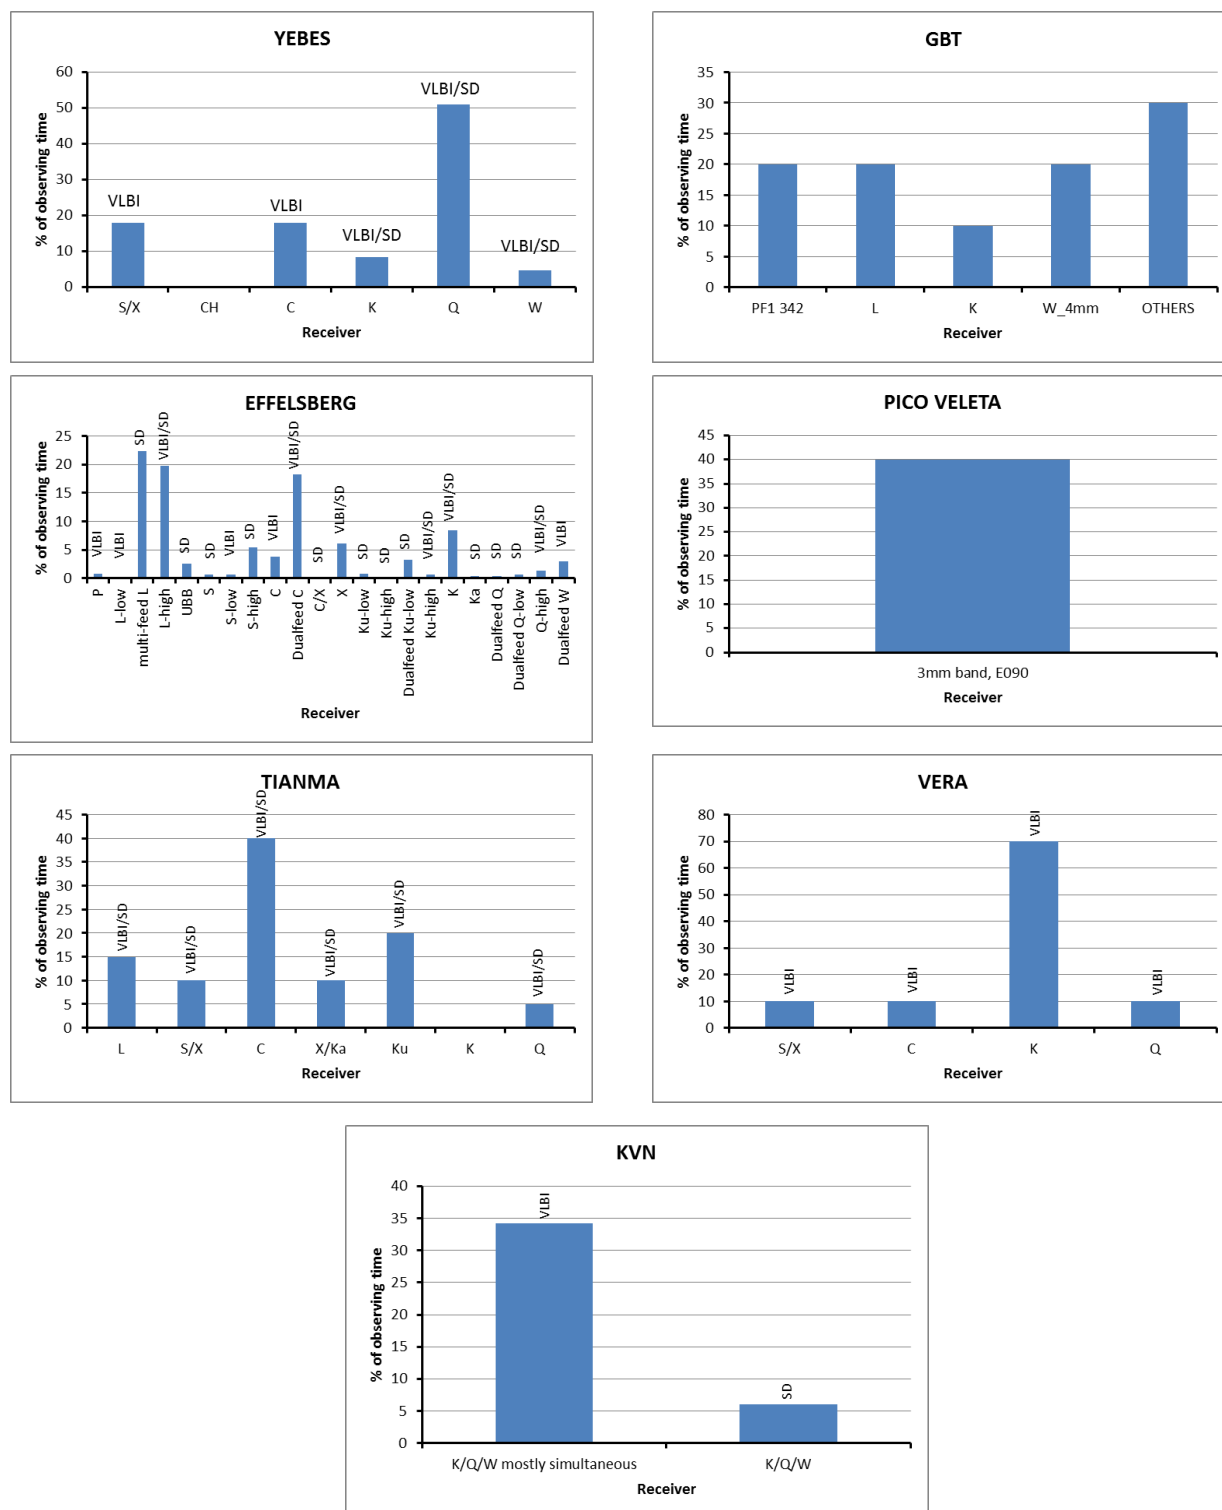 YEBES
% of observing time
60
50
40
30
20
10
0
VLBI
VLBI
VLBI/SD
VLBI/SD
VLBI/SD
S/X CH C K Q W
Receiver
GBT
% of observing time
35
30
25
20
15
10
5
0
PF1 342 L K W_4mm OTHERS
Receiver
EFFELSBERG
% of observing time
25
20
15
10
5
0
VLBI
VLBI
SD
VLBI/SD
SD
SD
VLBI
SD
VLBI
VLBI/SD
SD
VLBI/SD
SD
SD
SD
VLBI/SD
VLBI/SD
SD
SD
SD
VLBI/SD
VLBI
P
L-low
multi-feed L
L-high
UBB
S
S-low
S-high
C
Dualfeed C
C/X
X
Ku-low
Ku-high
Dualfeed Ku-low
Ku-high
K
Ka
Dualfeed Q
Dualfeed Q-low
Q-high
Dualfeed W
Receiver
PICO VELETA
% of observing time
45
40
35
30
25
20
15
10
5
0
3mm band, E090
Receiver
TIANMA
% of observing time
45
40
35
30
25
20
15
10
5
0
VLBI/SD
VLBI/SD
VLBI/SD
VLBI/SD
VLBI/SD
VLBI/SD
L S/X C X/Ka Ku K Q
Receiver
VERA
% of observing time
80
70
60
50
40
30
20
10
0
VLBI
VLBI
VLBI
VLBI
S/X C K Q
Receiver
KVN
% of observing time
40
35
30
25
20
15
10
5
0
VLBI
SD
K/Q/W mostly simultaneous K/Q/W
Receiver